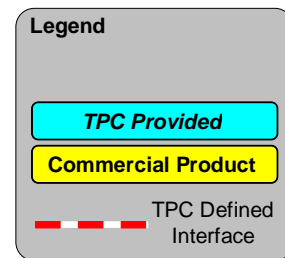 Legend
TPC Provided
Commercial Product
TPC Defined
Interface